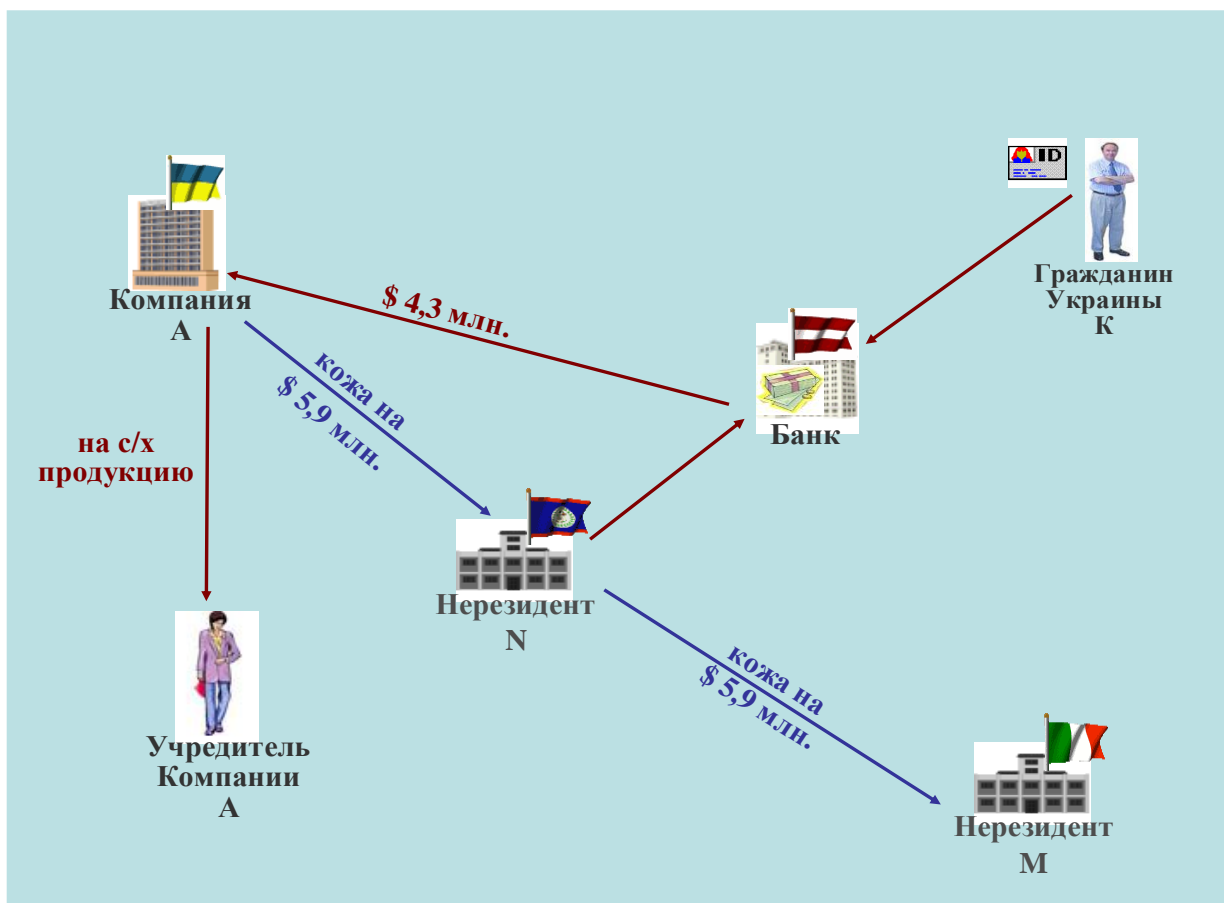 ID
Гражданин
Украины
К
Компания
А
$ 4,3 млн.
кожа на
$ 5,9 млн.
Банк
на с/х
продукцию
Нерезидент
N
кожа на
$ 5,9 млн.
Учредитель
Компании
А
Нерезидент
М